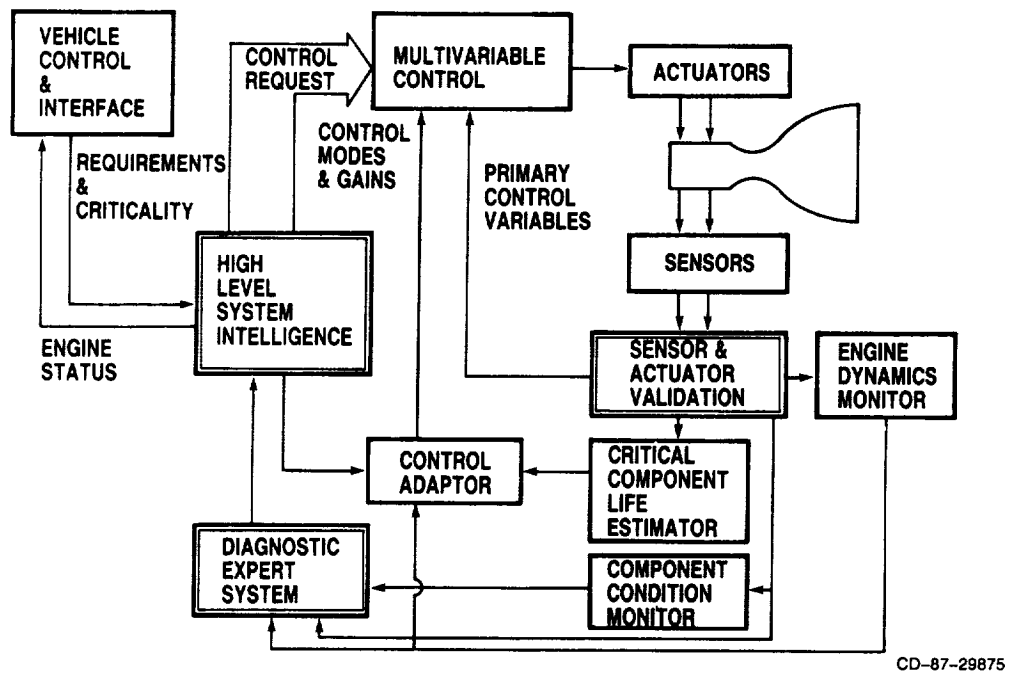 VEHICLE
CONTROL
&
INTERFACE
CONTROL
REQUEST
MULTIVARIABLE
CONTROL
ACTUATORS
REQUIREMENTS
&
CRITICALITY
CONTROL
MODES
& GAINS
PRIMARY
CONTROL
VARIABLES
HIGH
LEVEL
SYSTEM
INTELLIGENCE
SENSORS
ENGINE
STATUS
SENSOR &
ACTUATOR
VALIDATION
ENGINE
DYNAMICS
MONITOR
CONTROL
ADAPTOR
CRITICAL
COMPONENT
LIFE
ESTIMATOR
DIAGNOSTIC
EXPERT
SYSTEM
COMPONENT
CONDITION
MONITOR
CD-87-29875